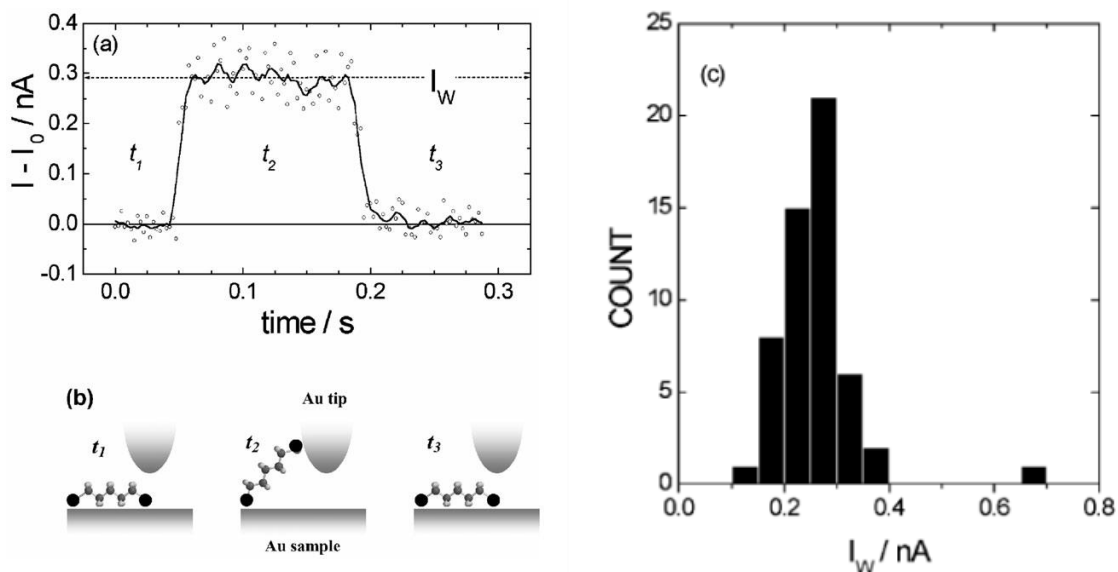 (a)
I - I₀ / nA
0.4
0.3
0.2
0.1
0.0
-0.1
I_W
t₁
t₂
t₃
0.0
0.1
0.2
0.3
time / s
(b)
Au tip
t₁
t₂
t₃
Au sample
(c)
COUNT
25
20
15
10
5
0
0.0
0.2
0.4
0.6
0.8
I_W / nA